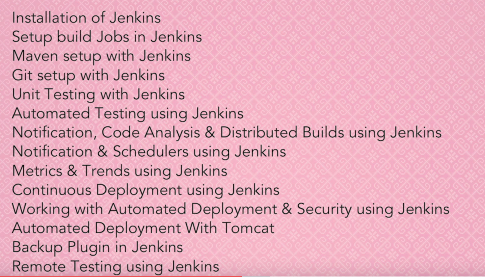 Installation of Jenkins
Setup build Jobs in Jenkins
Maven setup with Jenkins
Git setup with Jenkins
Unit Testing with Jenkins
Automated Testing using Jenkins
Notification, Code Analysis & Distributed Builds using Jenkins
Notification & Schedulers using Jenkins
Metrics & Trends using Jenkins
Continuous Deployment using Jenkins
Working with Automated Deployment & Security using Jenkins
Automated Deployment With Tomcat
Backup Plugin in Jenkins
Remote Testing using Jenkins